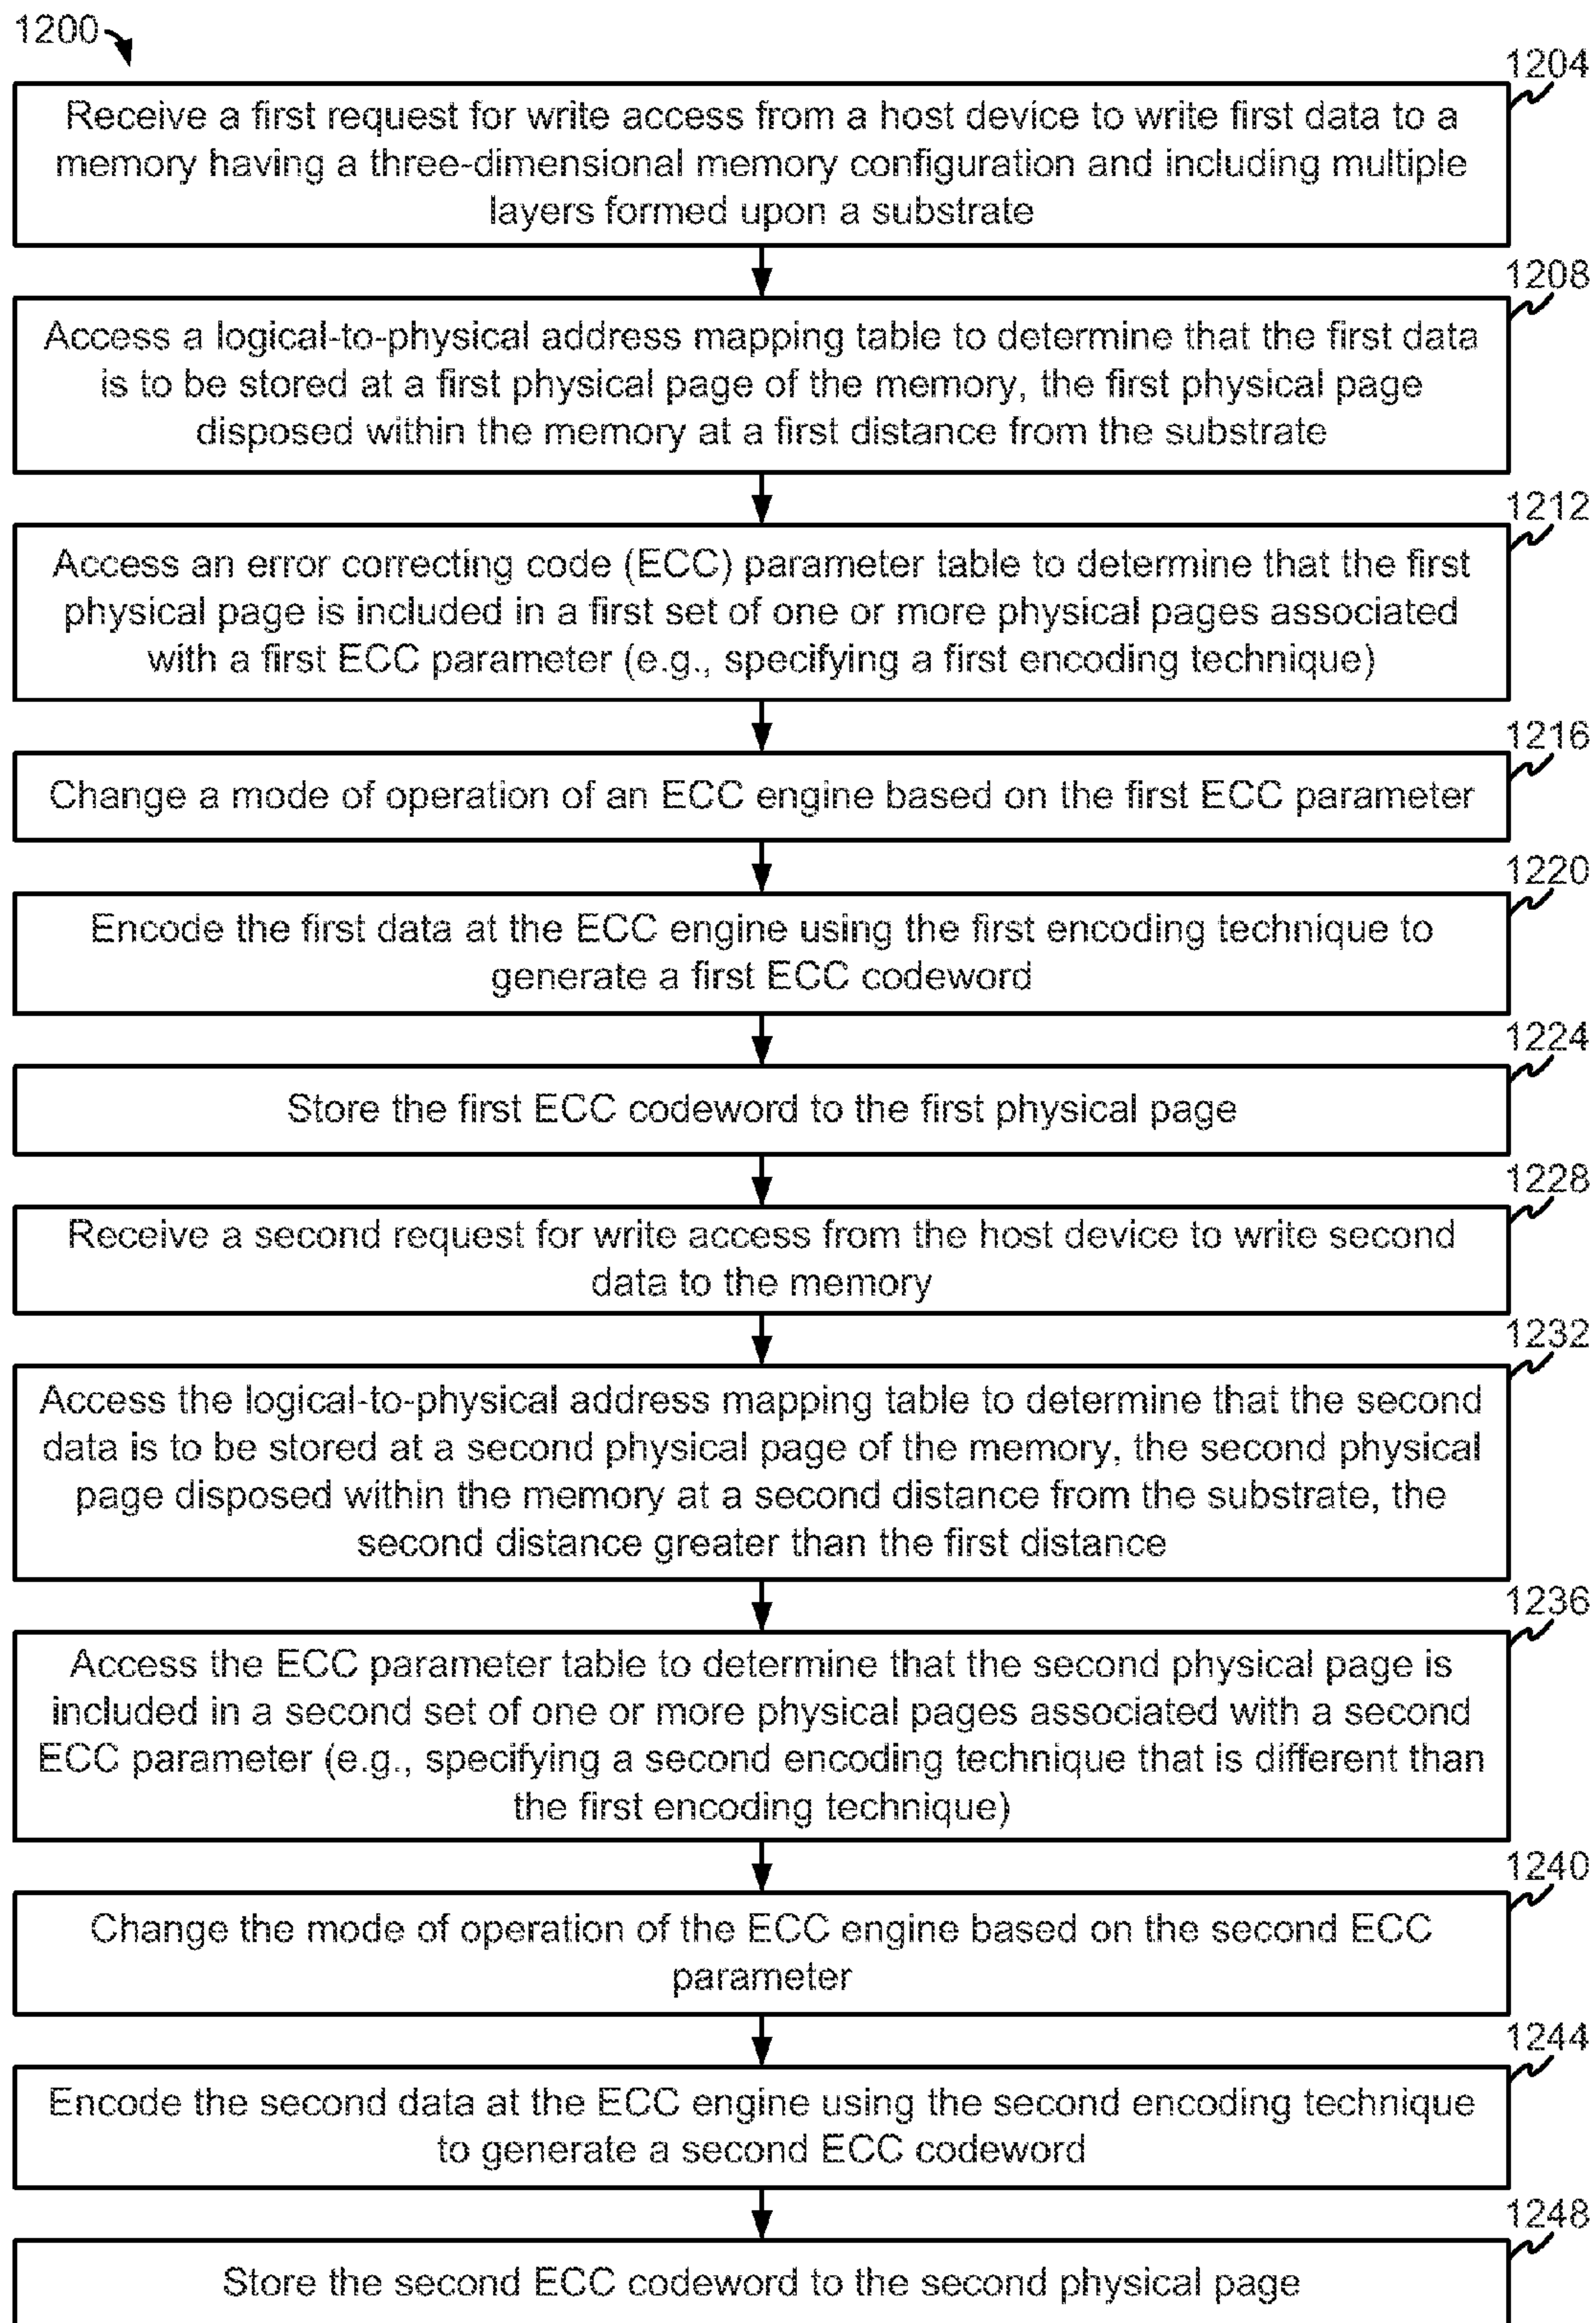 1200
1204
Receive a first request for write access from a host device to write first data to a
memory having a three-dimensional memory configuration and including multiple
layers formed upon a substrate
1208
Access a logical-to-physical address mapping table to determine that the first data
is to be stored at a first physical page of the memory, the first physical page
disposed within the memory at a first distance from the substrate
1212
Access an error correcting code (ECC) parameter table to determine that the first
physical page is included in a first set of one or more physical pages associated
with a first ECC parameter (e.g., specifying a first encoding technique)
1216
Change a mode of operation of an ECC engine based on the first ECC parameter
1220
Encode the first data at the ECC engine using the first encoding technique to
generate a first ECC codeword
1224
Store the first ECC codeword to the first physical page
1228
Receive a second request for write access from the host device to write second
data to the memory
1232
Access the logical-to-physical address mapping table to determine that the second
data is to be stored at a second physical page of the memory, the second physical
page disposed within the memory at a second distance from the substrate, the
second distance greater than the first distance
1236
Access the ECC parameter table to determine that the second physical page is
included in a second set of one or more physical pages associated with a second
ECC parameter (e.g., specifying a second encoding technique that is different than
the first encoding technique)
1240
Change the mode of operation of the ECC engine based on the second ECC
parameter
1244
Encode the second data at the ECC engine using the second encoding technique
to generate a second ECC codeword
1248
Store the second ECC codeword to the second physical page